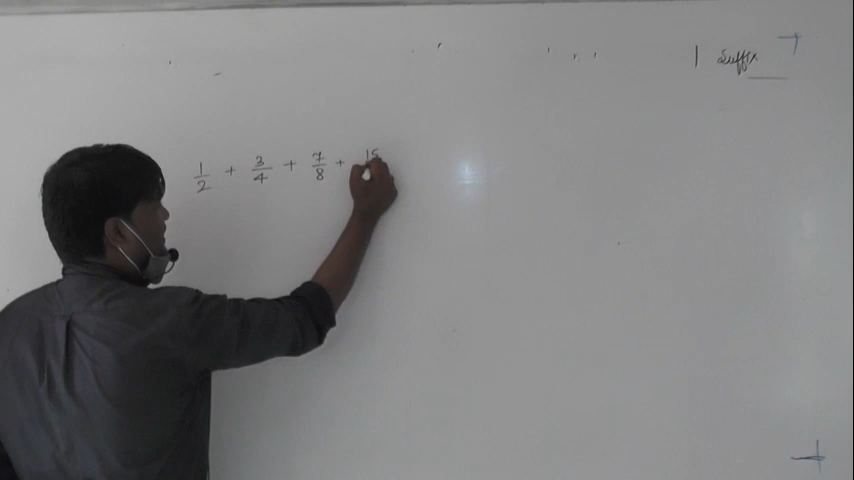 | Suffix
1/2 + 3/4 + 7/8 + 15